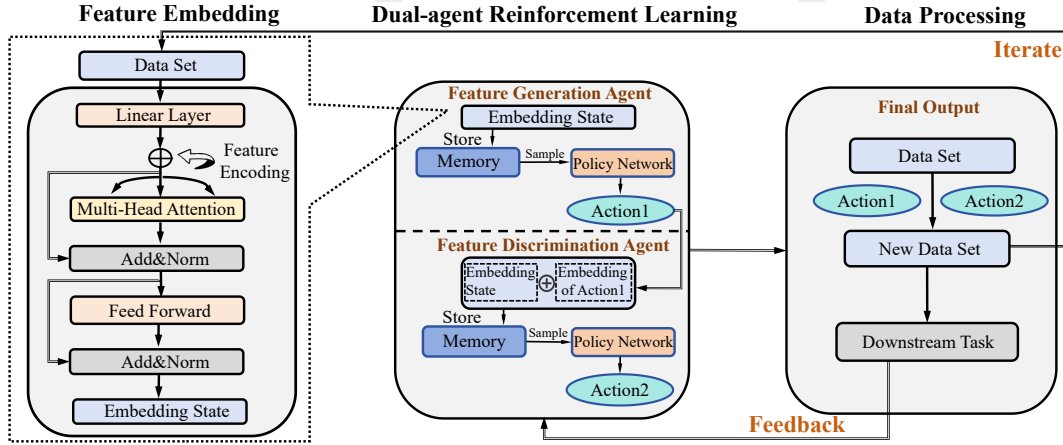 Feature Embedding
Dual-agent Reinforcement Learning
Data Processing
Iterate
Data Set
Linear Layer
Feature
Encoding
Multi-Head Attention
Add&Norm
Feed Forward
Add&Norm
Embedding State
Feature Generation Agent
Embedding State
Store
Memory
Sample
Policy Network
Action1
Feature Discrimination Agent
Embedding
State
Embedding
of Action1
Store
Memory
Sample
Policy Network
Action2
Final Output
Data Set
Action1
Action2
New Data Set
Downstream Task
Feedback